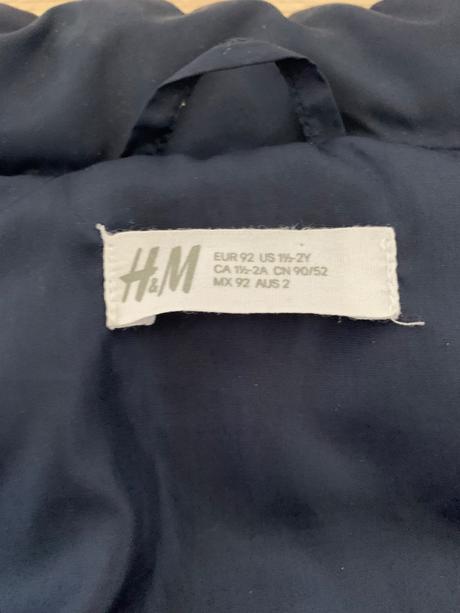 H&M
EUR 92 US 1½-2Y
CA 1½-2A CN 90/52
MX 92 AUS 2